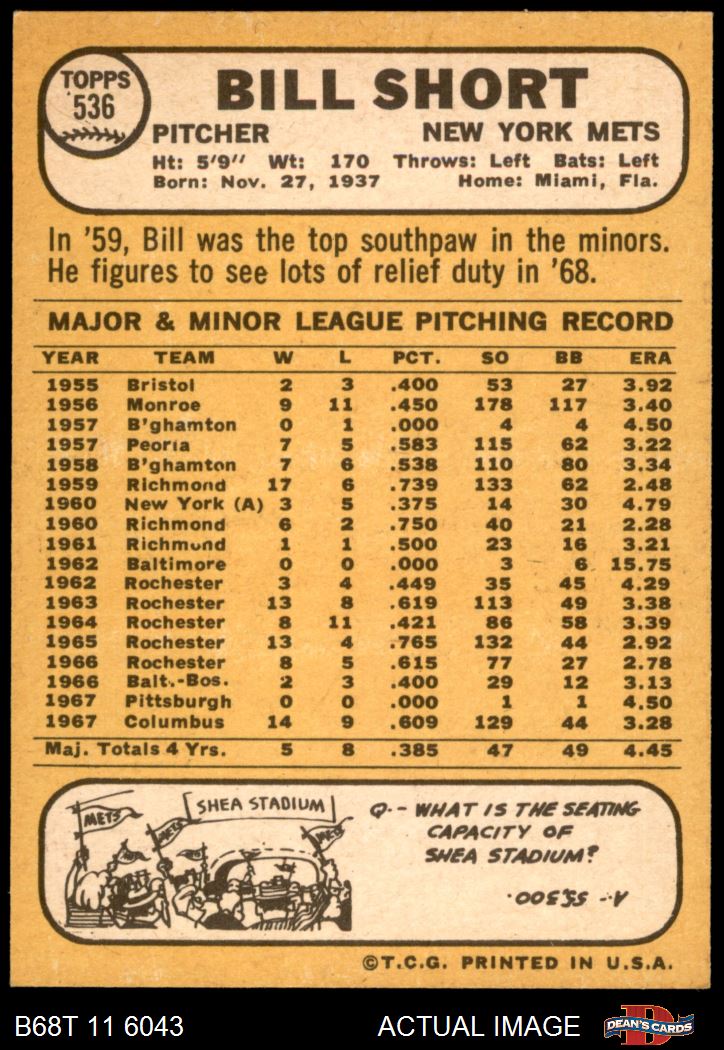 TOPPS
536
BILL SHORT
PITCHER NEW YORK METS
Ht: 5'9" Wt: 170 Throws: Left Bats: Left
Born: Nov. 27, 1937 Home: Miami, Fla.
In '59, Bill was the top southpaw in the minors.
He figures to see lots of relief duty in '68.
MAJOR & MINOR LEAGUE PITCHING RECORD
YEAR TEAM W L PCT. SO BB ERA
1955 Bristol 2 3 .400 53 27 3.92
1956 Monroe 9 11 .450 178 117 3.40
1957 B'ghamton 0 1 .000 4 4 4.50
1957 Peoria 7 5 .583 115 62 3.22
1958 B'ghamton 7 6 .538 110 80 3.34
1959 Richmond 17 6 .739 133 62 2.48
1960 New York (A) 3 5 .375 14 30 4.79
1960 Richmond 6 2 .750 40 21 2.28
1961 Richmond 1 1 .500 23 16 3.21
1962 Baltimore 0 0 .000 3 6 15.75
1962 Rochester 3 4 .449 35 45 4.29
1963 Rochester 13 8 .619 113 49 3.38
1964 Rochester 8 11 .421 86 58 3.39
1965 Rochester 13 4 .765 132 44 2.92
1966 Rochester 8 5 .615 77 27 2.78
1966 Balt.-Bos. 2 3 .400 29 12 3.13
1967 Pittsburgh 0 0 .000 1 1 4.50
1967 Columbus 14 9 .609 129 44 3.28
Maj. Totals 4 Yrs. 5 8 .385 47 49 4.45
SHEA STADIUM
METS
METS
METS
Q.- WHAT IS THE SEATING
CAPACITY OF
SHEA STADIUM?
A-- 55,300.
©T.C.G. PRINTED IN U.S.A.
B68T 11 6043 ACTUAL IMAGE
D
DEAN'S CARDS